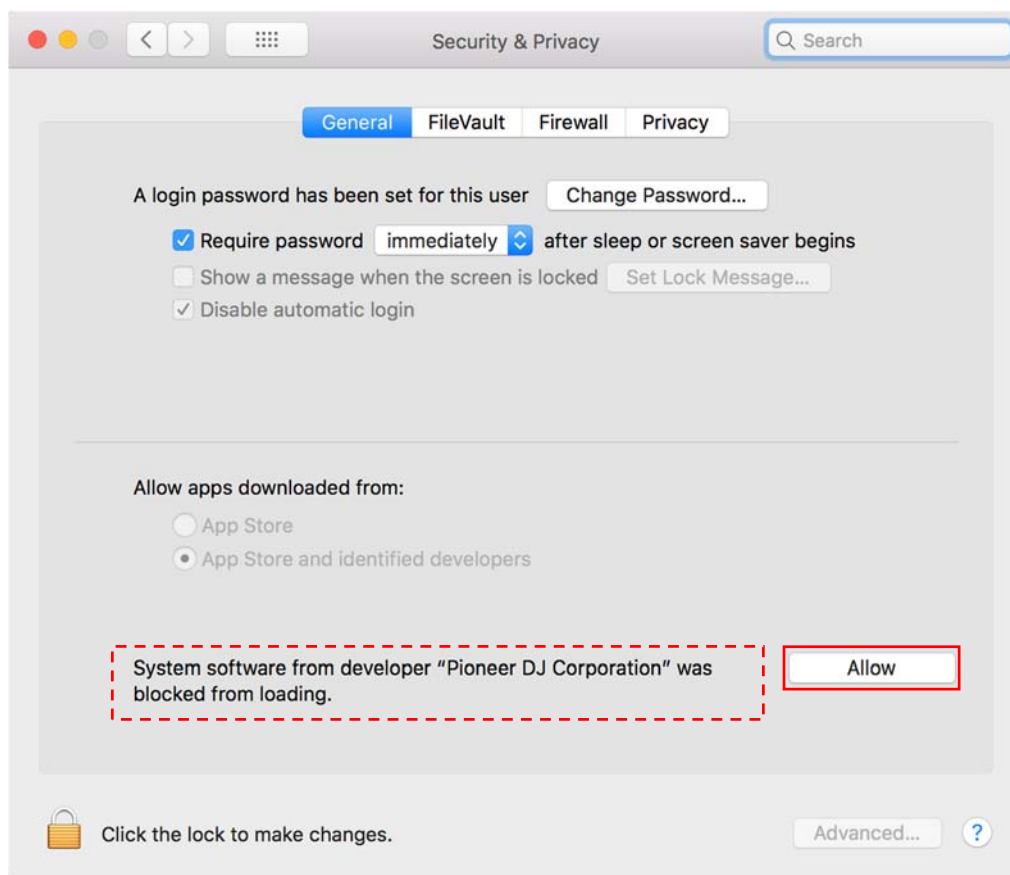 Security & Privacy
Search
General FileVault Firewall Privacy
A login password has been set for this user Change Password...
Require password immediately after sleep or screen saver begins
Show a message when the screen is locked Set Lock Message...
Disable automatic login
Allow apps downloaded from:
App Store
App Store and identified developers
System software from developer “Pioneer DJ Corporation” was
blocked from loading.
Allow
Click the lock to make changes.
Advanced...
?